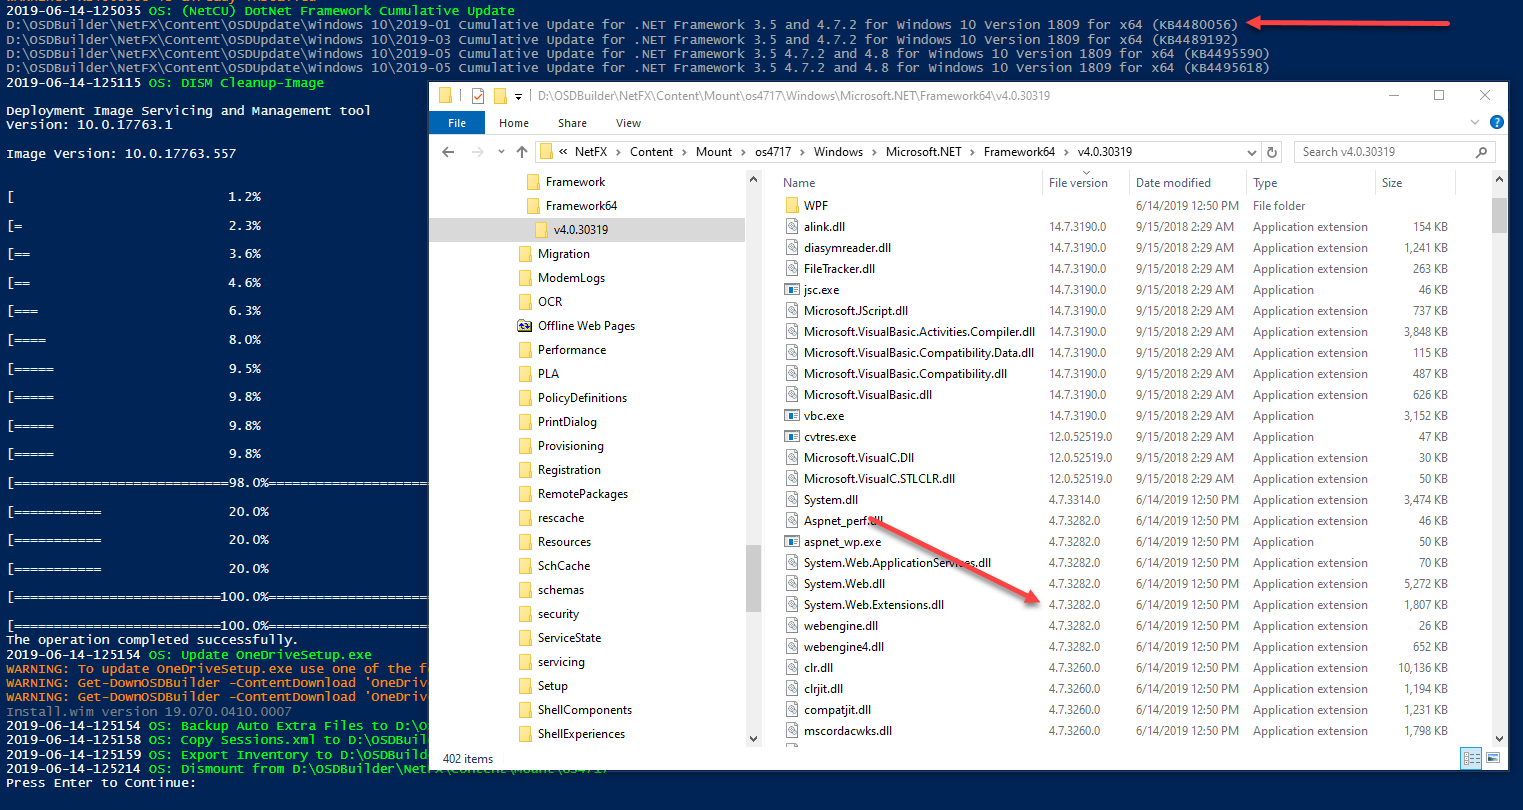 2019-06-14-125035 OS: (NetCU) DotNet Framework Cumulative Update
D:\OSDBuilder\NetFX\Content\OSDUpdate\Windows 10\2019-01 Cumulative Update for .NET Framework 3.5 and 4.7.2 for Windows 10 Version 1809 for x64 (KB4480056)
D:\OSDBuilder\NetFX\Content\OSDUpdate\Windows 10\2019-03 Cumulative Update for .NET Framework 3.5 and 4.7.2 for Windows 10 Version 1809 for x64 (KB4489192)
D:\OSDBuilder\NetFX\Content\OSDUpdate\Windows 10\2019-05 Cumulative Update for .NET Framework 3.5 4.7.2 and 4.8 for Windows 10 Version 1809 for x64 (KB4495590)
D:\OSDBuilder\NetFX\Content\OSDUpdate\Windows 10\2019-05 Cumulative Update for .NET Framework 3.5 4.7.2 and 4.8 for Windows 10 Version 1809 for x64 (KB4495618)
2019-06-14-125115 OS: DISM Cleanup-Image
Deployment Image Servicing and Management tool
Version: 10.0.17763.1
Image Version: 10.0.17763.557
[ 1.2%
[= 2.3%
[== 3.6%
[== 4.6%
[=== 6.3%
[==== 8.0%
[===== 9.5%
[===== 9.8%
[===== 9.8%
[===== 9.8%
[===========================98.0%====================
[=========== 20.0%
[=========== 20.0%
[=========== 20.0%
[==========================100.0%====================
[==========================100.0%====================
The operation completed successfully.
2019-06-14-125154 OS: Update OneDriveSetup.exe
WARNING: To update OneDriveSetup.exe use one of the f
WARNING: Get-DownOSDBuilder -ContentDownload 'OneDriv
WARNING: Get-DownOSDBuilder -ContentDownload 'OneDriv
Install.wim version 19.070.0410.0007
2019-06-14-125154 OS: Backup Auto Extra Files to D:\OS
2019-06-14-125158 OS: Copy Sessions.xml to D:\OSDBuil
2019-06-14-125159 OS: Export Inventory to D:\OSDBuild
2019-06-14-125214 OS: Dismount from D:\OSDBuilder\NetFX\Content\Mount\os4717
Press Enter to Continue:
D:\OSDBuilder\NetFX\Content\Mount\os4717\Windows\Microsoft.NET\Framework64\v4.0.30319
File Home Share View
« NetFX > Content > Mount > os4717 > Windows > Microsoft.NET > Framework64 > v4.0.30319
Search v4.0.30319
Framework
Framework64
v4.0.30319
Migration
ModemLogs
OCR
Offline Web Pages
Performance
PLA
PolicyDefinitions
PrintDialog
Provisioning
Registration
RemotePackages
rescache
Resources
SchCache
schemas
security
ServiceState
servicing
Setup
ShellComponents
ShellExperiences
Name File version Date modified Type Size
WPF 6/14/2019 12:50 PM File folder
alink.dll 14.7.3190.0 9/15/2018 2:29 AM Application extension 154 KB
diasymreader.dll 14.7.3190.0 9/15/2018 2:29 AM Application extension 1,241 KB
FileTracker.dll 14.7.3190.0 9/15/2018 2:29 AM Application extension 263 KB
jsc.exe 14.7.3190.0 9/15/2018 2:29 AM Application 46 KB
Microsoft.JScript.dll 14.7.3190.0 9/15/2018 2:29 AM Application extension 737 KB
Microsoft.VisualBasic.Activities.Compiler.dll 14.7.3190.0 9/15/2018 2:29 AM Application extension 3,848 KB
Microsoft.VisualBasic.Compatibility.Data.dll 14.7.3190.0 9/15/2018 2:29 AM Application extension 115 KB
Microsoft.VisualBasic.Compatibility.dll 14.7.3190.0 9/15/2018 2:29 AM Application extension 487 KB
Microsoft.VisualBasic.dll 14.7.3190.0 9/15/2018 2:29 AM Application extension 626 KB
vbc.exe 14.7.3190.0 9/15/2018 2:29 AM Application 3,152 KB
cvtres.exe 12.0.52519.0 9/15/2018 2:29 AM Application 47 KB
Microsoft.VisualC.Dll 12.0.52519.0 9/15/2018 2:29 AM Application extension 30 KB
Microsoft.VisualC.STLCLR.dll 12.0.52519.0 9/15/2018 2:29 AM Application extension 50 KB
System.dll 4.7.3314.0 6/14/2019 12:50 PM Application extension 3,474 KB
Aspnet_perf.dll 4.7.3282.0 6/14/2019 12:50 PM Application extension 46 KB
aspnet_wp.exe 4.7.3282.0 6/14/2019 12:50 PM Application 50 KB
System.Web.ApplicationServices.dll 4.7.3282.0 6/14/2019 12:50 PM Application extension 70 KB
System.Web.dll 4.7.3282.0 6/14/2019 12:50 PM Application extension 5,272 KB
System.Web.Extensions.dll 4.7.3282.0 6/14/2019 12:50 PM Application extension 1,807 KB
webengine.dll 4.7.3282.0 6/14/2019 12:50 PM Application extension 26 KB
webengine4.dll 4.7.3282.0 6/14/2019 12:50 PM Application extension 652 KB
clr.dll 4.7.3260.0 6/14/2019 12:50 PM Application extension 10,136 KB
clrjit.dll 4.7.3260.0 6/14/2019 12:50 PM Application extension 1,194 KB
compatjit.dll 4.7.3260.0 6/14/2019 12:50 PM Application extension 1,231 KB
mscordacwks.dll 4.7.3260.0 6/14/2019 12:50 PM Application extension 1,798 KB
402 items